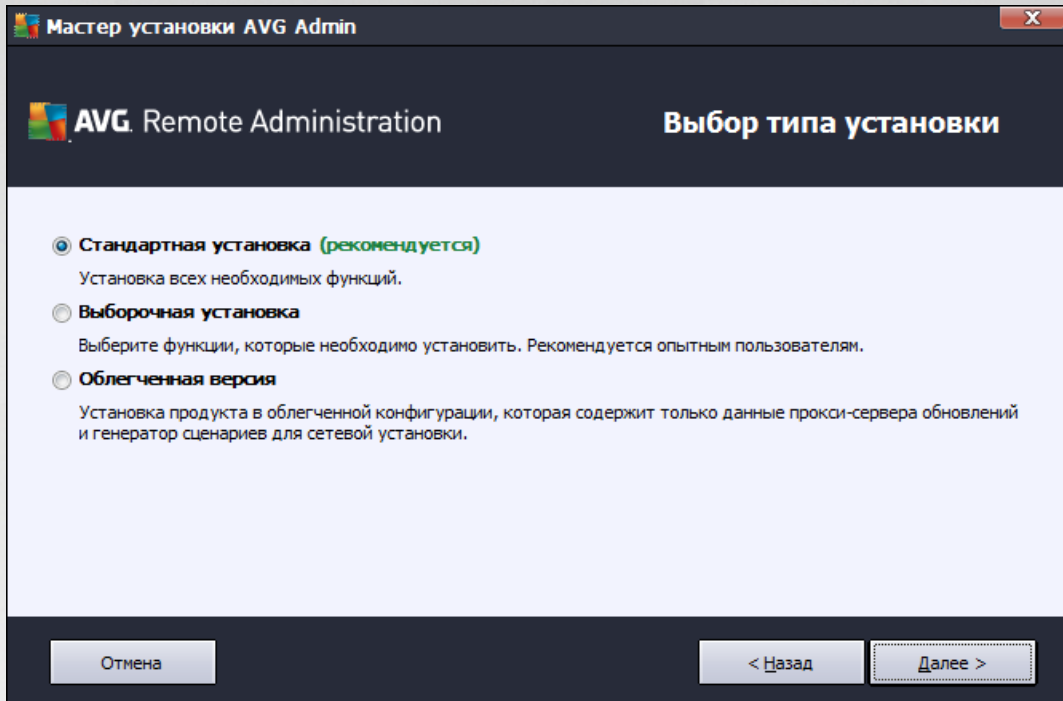 Мастер установки AVG Admin
X
AVG. Remote Administration
Выбор типа установки
Стандартная установка (рекомендуется)
Установка всех необходимых функций.
Выборочная установка
Выберите функции, которые необходимо установить. Рекомендуется опытным пользователям.
Облегченная версия
Установка продукта в облегченной конфигурации, которая содержит только данные прокси-сервера обновлений
и генератор сценариев для сетевой установки.
Отмена
< Назад
Далее >